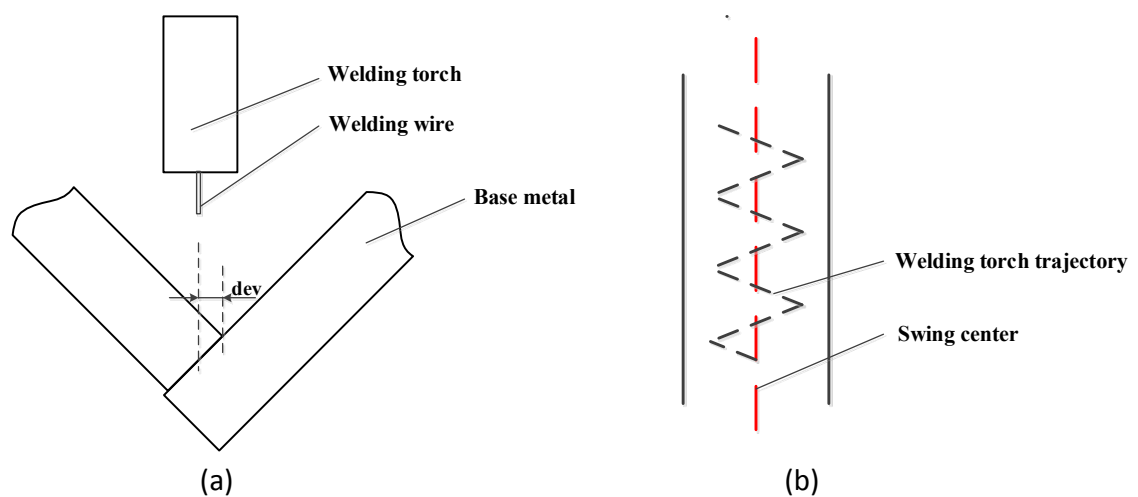 Welding torch
Welding wire
Base metal
dev
(a)
Welding torch trajectory
Swing center
(b)